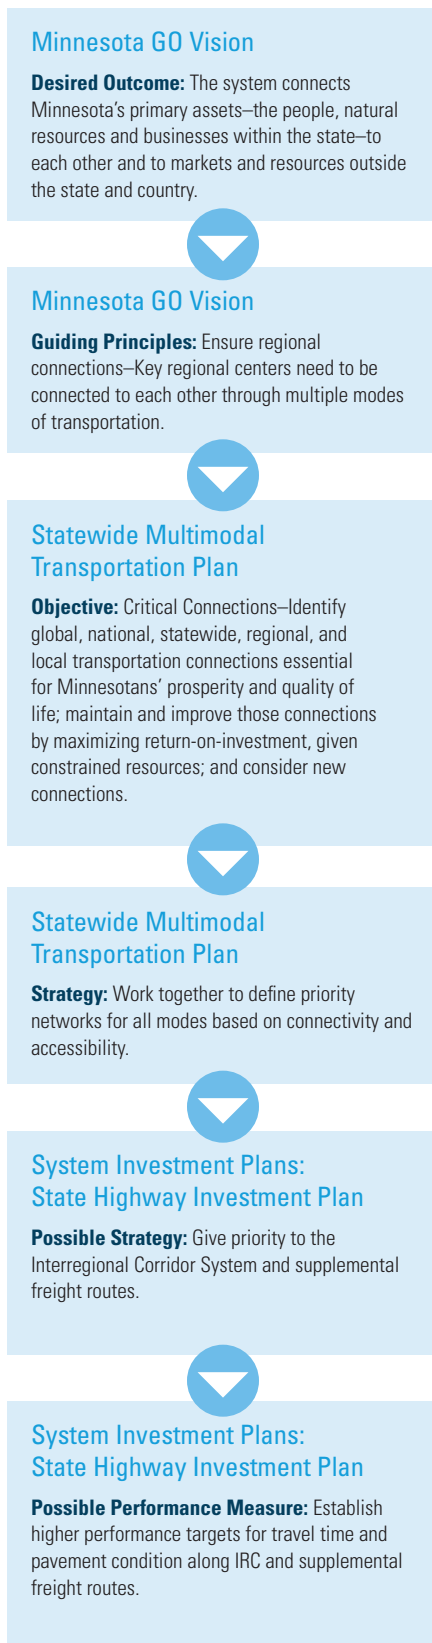 Minnesota GO Vision
Desired Outcome: The system connects
Minnesota's primary assets–the people, natural
resources and businesses within the state–to
each other and to markets and resources outside
the state and country.
Minnesota GO Vision
Guiding Principles: Ensure regional
connections–Key regional centers need to be
connected to each other through multiple modes
of transportation.
Statewide Multimodal
Transportation Plan
Objective: Critical Connections–Identify
global, national, statewide, regional, and
local transportation connections essential
for Minnesotans' prosperity and quality of
life; maintain and improve those connections
by maximizing return-on-investment, given
constrained resources; and consider new
connections.
Statewide Multimodal
Transportation Plan
Strategy: Work together to define priority
networks for all modes based on connectivity and
accessibility.
System Investment Plans:
State Highway Investment Plan
Possible Strategy: Give priority to the
Interregional Corridor System and supplemental
freight routes.
System Investment Plans:
State Highway Investment Plan
Possible Performance Measure: Establish
higher performance targets for travel time and
pavement condition along IRC and supplemental
freight routes.